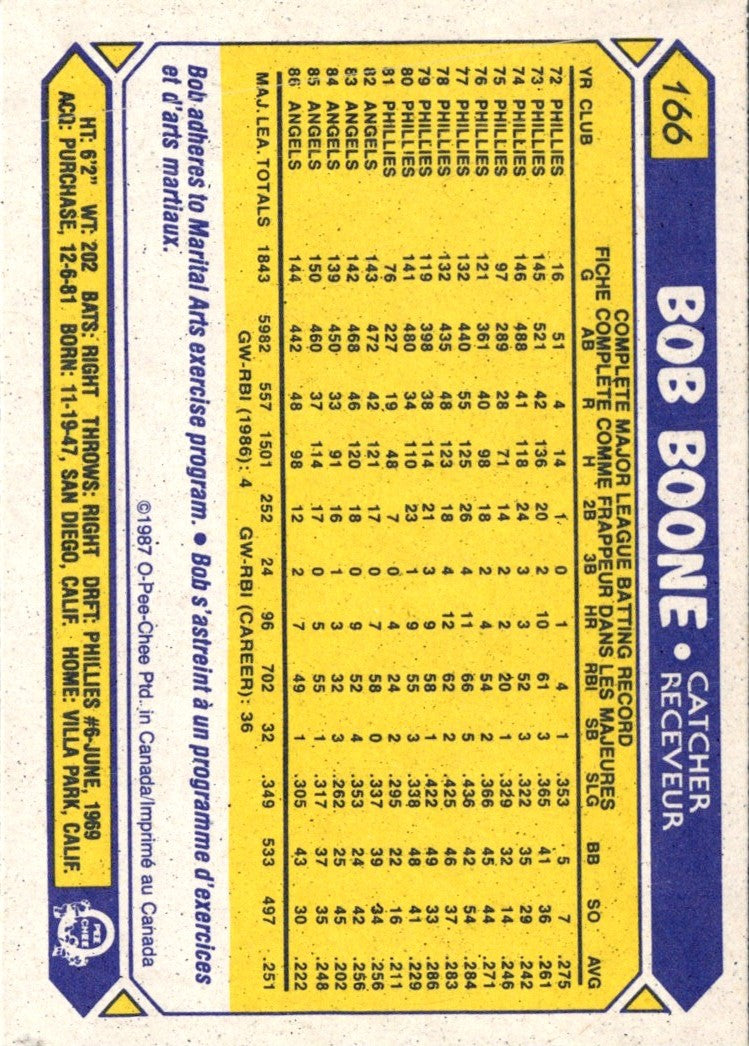 166
BOB BOONE • CATCHER
RECEVEUR
COMPLETE MAJOR LEAGUE BATTING RECORD
FICHE COMPLÈTE COMME FRAPPEUR DANS LES MAJEURES
YR CLUB G AB R H 2B 3B HR RBI SB SLG BB SO AVG
72 PHILLIES 16 51 4 14 1 0 1 4 1 .353 5 7 .275
73 PHILLIES 145 521 42 136 20 2 10 61 3 .365 41 36 .261
74 PHILLIES 146 488 41 118 24 3 3 52 3 .322 35 29 .242
75 PHILLIES 97 289 28 71 14 2 2 20 1 .329 32 14 .246
76 PHILLIES 121 361 40 98 18 2 4 54 2 .366 45 44 .271
77 PHILLIES 132 440 55 125 26 4 11 66 5 .436 42 54 .284
78 PHILLIES 132 435 48 123 18 4 12 62 2 .425 46 37 .283
79 PHILLIES 119 398 38 114 21 3 9 58 1 .422 49 33 .286
80 PHILLIES 141 480 34 110 23 1 9 55 3 .338 48 41 .229
81 PHILLIES 76 227 19 48 7 0 4 24 2 .295 22 16 .211
82 ANGELS 143 472 42 121 17 0 7 58 0 .337 39 34 .256
83 ANGELS 142 468 46 120 18 0 9 52 4 .353 24 42 .256
84 ANGELS 139 450 33 91 16 1 3 32 3 .262 25 45 .202
85 ANGELS 150 460 37 114 17 0 5 55 1 .317 37 35 .248
86 ANGELS 144 442 48 98 12 2 7 49 1 .305 43 30 .222
MAJ. LEA. TOTALS 1843 5982 557 1501 252 24 96 702 32 .349 533 497 .251
GW-RBI (1986): 4 GW-RBI (CAREER): 36
Bob adheres to Marital Arts exercise program. • Bob s'astreint à un programme d'exercices
et d'arts martiaux.
©1987 O-Pee-Chee Ptd. in Canada/Imprimé au Canada
HT: 6'2" WT: 202 BATS: RIGHT THROWS: RIGHT DRFT: PHILLIES #6-JUNE, 1969
ACQ: PURCHASE, 12-6-81 BORN: 11-19-47, SAN DIEGO, CALIF. HOME: VILLA PARK, CALIF.
O
PEE
CHEE